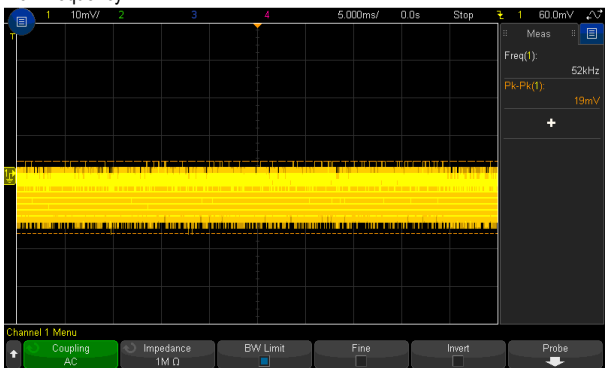 1 10mV/ 2 3 4 5.000ms/ 0.0s Stop 1 60.0mV
T
Meas
Freq(1):
52kHz
Pk-Pk(1):
19mV
+
1
Channel 1 Menu
Coupling
AC
Impedance
1M Ω
BW Limit
Fine
Invert
Probe